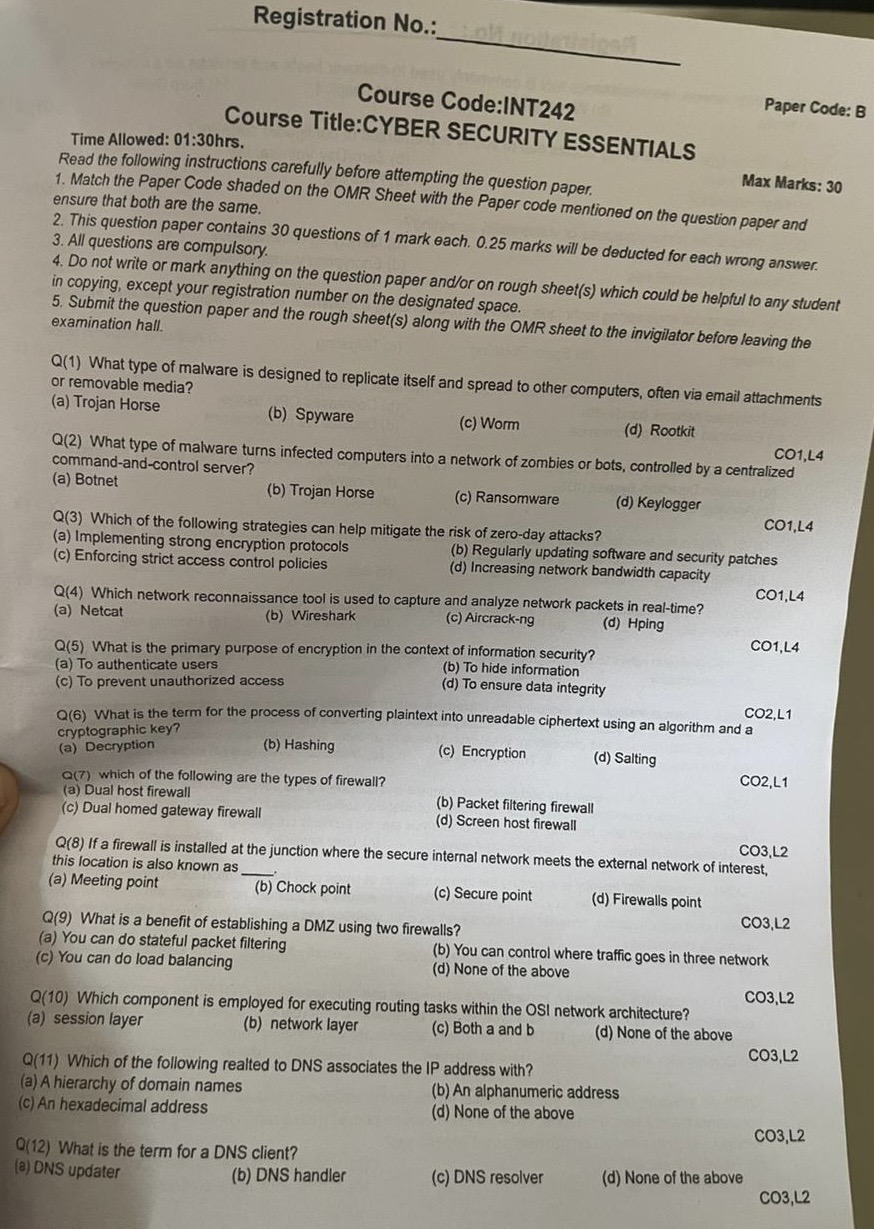 Registration No.:
Course Code:INT242
Paper Code: B
Course Title:CYBER SECURITY ESSENTIALS
Time Allowed: 01:30hrs.
Max Marks: 30
Read the following instructions carefully before attempting the question paper.
1. Match the Paper Code shaded on the OMR Sheet with the Paper code mentioned on the question paper and
ensure that both are the same.
2. This question paper contains 30 questions of 1 mark each. 0.25 marks will be deducted for each wrong answer.
3. All questions are compulsory.
4. Do not write or mark anything on the question paper and/or on rough sheet(s) which could be helpful to any student
in copying, except your registration number on the designated space.
5. Submit the question paper and the rough sheet(s) along with the OMR sheet to the invigilator before leaving the
examination hall.
Q(1) What type of malware is designed to replicate itself and spread to other computers, often via email attachments
or removable media?
(a) Trojan Horse (b) Spyware (c) Worm (d) Rootkit
CO1,L4
Q(2) What type of malware turns infected computers into a network of zombies or bots, controlled by a centralized
command-and-control server?
(a) Botnet (b) Trojan Horse (c) Ransomware (d) Keylogger
CO1,L4
Q(3) Which of the following strategies can help mitigate the risk of zero-day attacks?
(a) Implementing strong encryption protocols (b) Regularly updating software and security patches
(c) Enforcing strict access control policies (d) Increasing network bandwidth capacity
CO1,L4
Q(4) Which network reconnaissance tool is used to capture and analyze network packets in real-time?
(a) Netcat (b) Wireshark (c) Aircrack-ng (d) Hping
CO1,L4
Q(5) What is the primary purpose of encryption in the context of information security?
(a) To authenticate users (b) To hide information
(c) To prevent unauthorized access (d) To ensure data integrity
CO2,L1
Q(6) What is the term for the process of converting plaintext into unreadable ciphertext using an algorithm and a
cryptographic key?
(a) Decryption (b) Hashing (c) Encryption (d) Salting
CO2,L1
Q(7) which of the following are the types of firewall?
(a) Dual host firewall (b) Packet filtering firewall
(c) Dual homed gateway firewall (d) Screen host firewall
CO3,L2
Q(8) If a firewall is installed at the junction where the secure internal network meets the external network of interest,
this location is also known as _____.
(a) Meeting point (b) Chock point (c) Secure point (d) Firewalls point
CO3,L2
Q(9) What is a benefit of establishing a DMZ using two firewalls?
(a) You can do stateful packet filtering (b) You can control where traffic goes in three network
(c) You can do load balancing (d) None of the above
CO3,L2
Q(10) Which component is employed for executing routing tasks within the OSI network architecture?
(a) session layer (b) network layer (c) Both a and b (d) None of the above
CO3,L2
Q(11) Which of the following realted to DNS associates the IP address with?
(a) A hierarchy of domain names (b) An alphanumeric address
(c) An hexadecimal address (d) None of the above
CO3,L2
Q(12) What is the term for a DNS client?
(a) DNS updater (b) DNS handler (c) DNS resolver (d) None of the above
CO3,L2